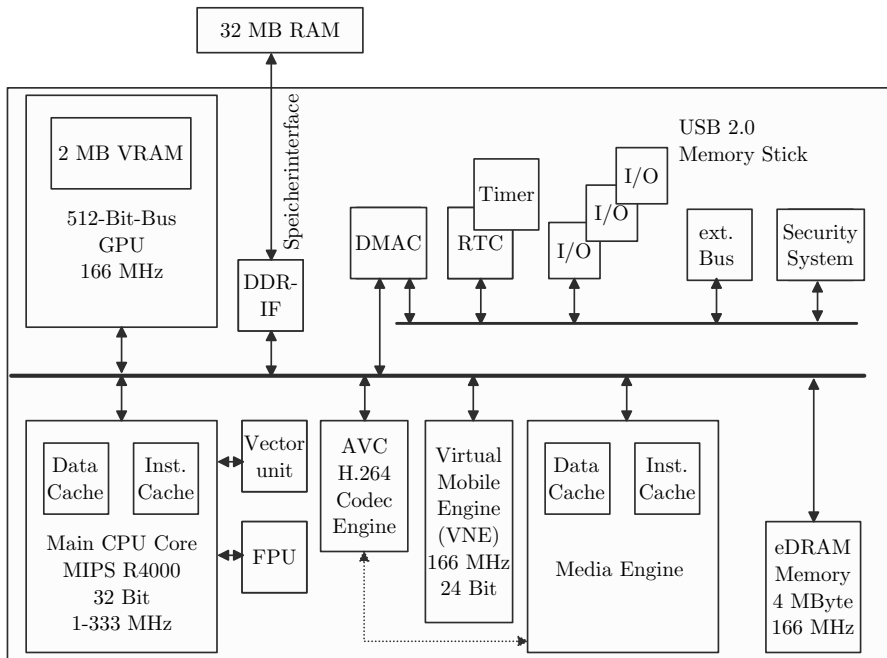 32 MB RAM
Speicherinterface
2 MB VRAM
512-Bit-Bus
GPU
166 MHz
DDR-
IF
DMAC
RTC
Timer
I/O
I/O
I/O
USB 2.0
Memory Stick
ext.
Bus
Security
System
Data
Cache
Inst.
Cache
Main CPU Core
MIPS R4000
32 Bit
1-333 MHz
Vector
unit
FPU
AVC
H.264
Codec
Engine
Virtual
Mobile
Engine
(VNE)
166 MHz
24 Bit
Data
Cache
Inst.
Cache
Media Engine
eDRAM
Memory
4 MByte
166 MHz